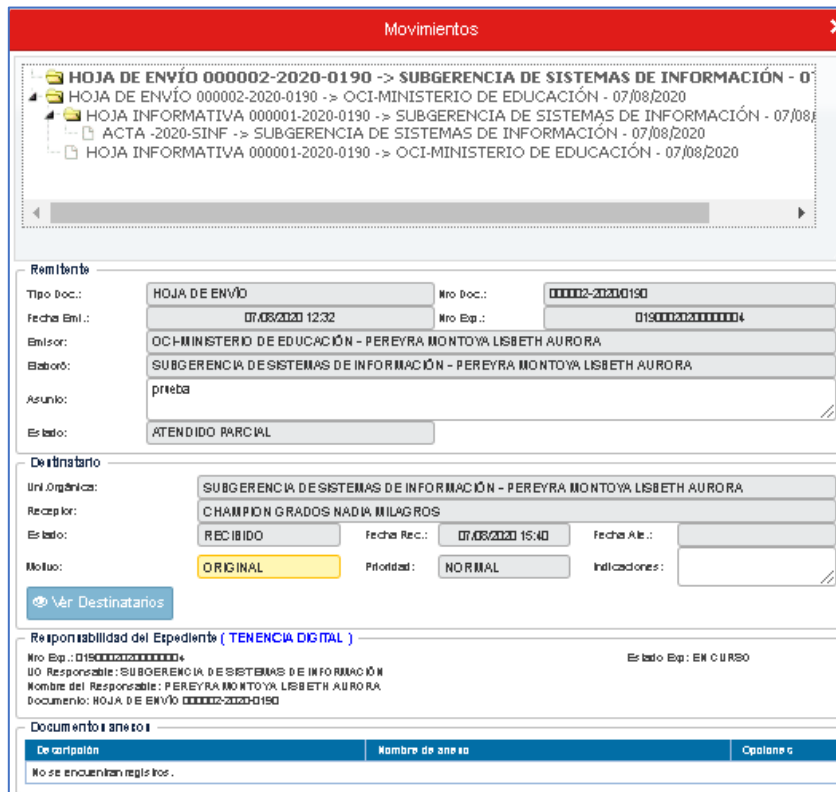 Movimientos
HOJA DE ENVÍO 000002-2020-0190 -> SUBGERENCIA DE SISTEMAS DE INFORMACIÓN - 0
HOJA DE ENVÍO 000002-2020-0190 -> OCI-MINISTERIO DE EDUCACIÓN - 07/08/2020
HOJA INFORMATIVA 000001-2020-0190 -> SUBGERENCIA DE SISTEMAS DE INFORMACIÓN - 07/08/
ACTA -2020-SINF -> SUBGERENCIA DE SISTEMAS DE INFORMACIÓN - 07/08/2020
HOJA INFORMATIVA 000001-2020-0190 -> OCI-MINISTERIO DE EDUCACIÓN - 07/08/2020
Remitente
Tipo Doc.: HOJA DE ENVÍO Nro Doc.: 000002-2020/0190
Fecha Emi.: 07/08/2020 12:32 Nro Exp.:
Emisor: OCI-MINISTERIO DE EDUCACIÓN - PEREYRA MONTOYA LISBETH AURORA
Elaboró: SUBGERENCIA DE SISTEMAS DE INFORMACIÓN - PEREYRA MONTOYA LISBETH AURORA
Asunto: prueba
Estado: ATENDIDO PARCIAL
Destinatario
Uni.Orgánica: SUBGERENCIA DE SISTEMAS DE INFORMACIÓN - PEREYRA MONTOYA LISBETH AURORA
Receptor: CHAMPION GRADOS NADIA MILAGROS
Estado: RECIBIDO Fecha Rec.: 07/08/2020 15:40 Fecha Ate.:
Motivo: ORIGINAL Prioridad: NORMAL Indicaciones:
Ver Destinatarios
Responsabilidad del Expediente ( TENENCIA DIGITAL )
Nro Exp.: Estado Exp: EN CURSO
UO Responsable: SUBGERENCIA DE SISTEMAS DE INFORMACIÓN
Nombre del Responsable: PEREYRA MONTOYA LISBETH AURORA
Documento: HOJA DE ENVÍO 000002-2020-0190
Documentos anexos
Descripción Nombre de anexo Opciones
No se encuentran registros.